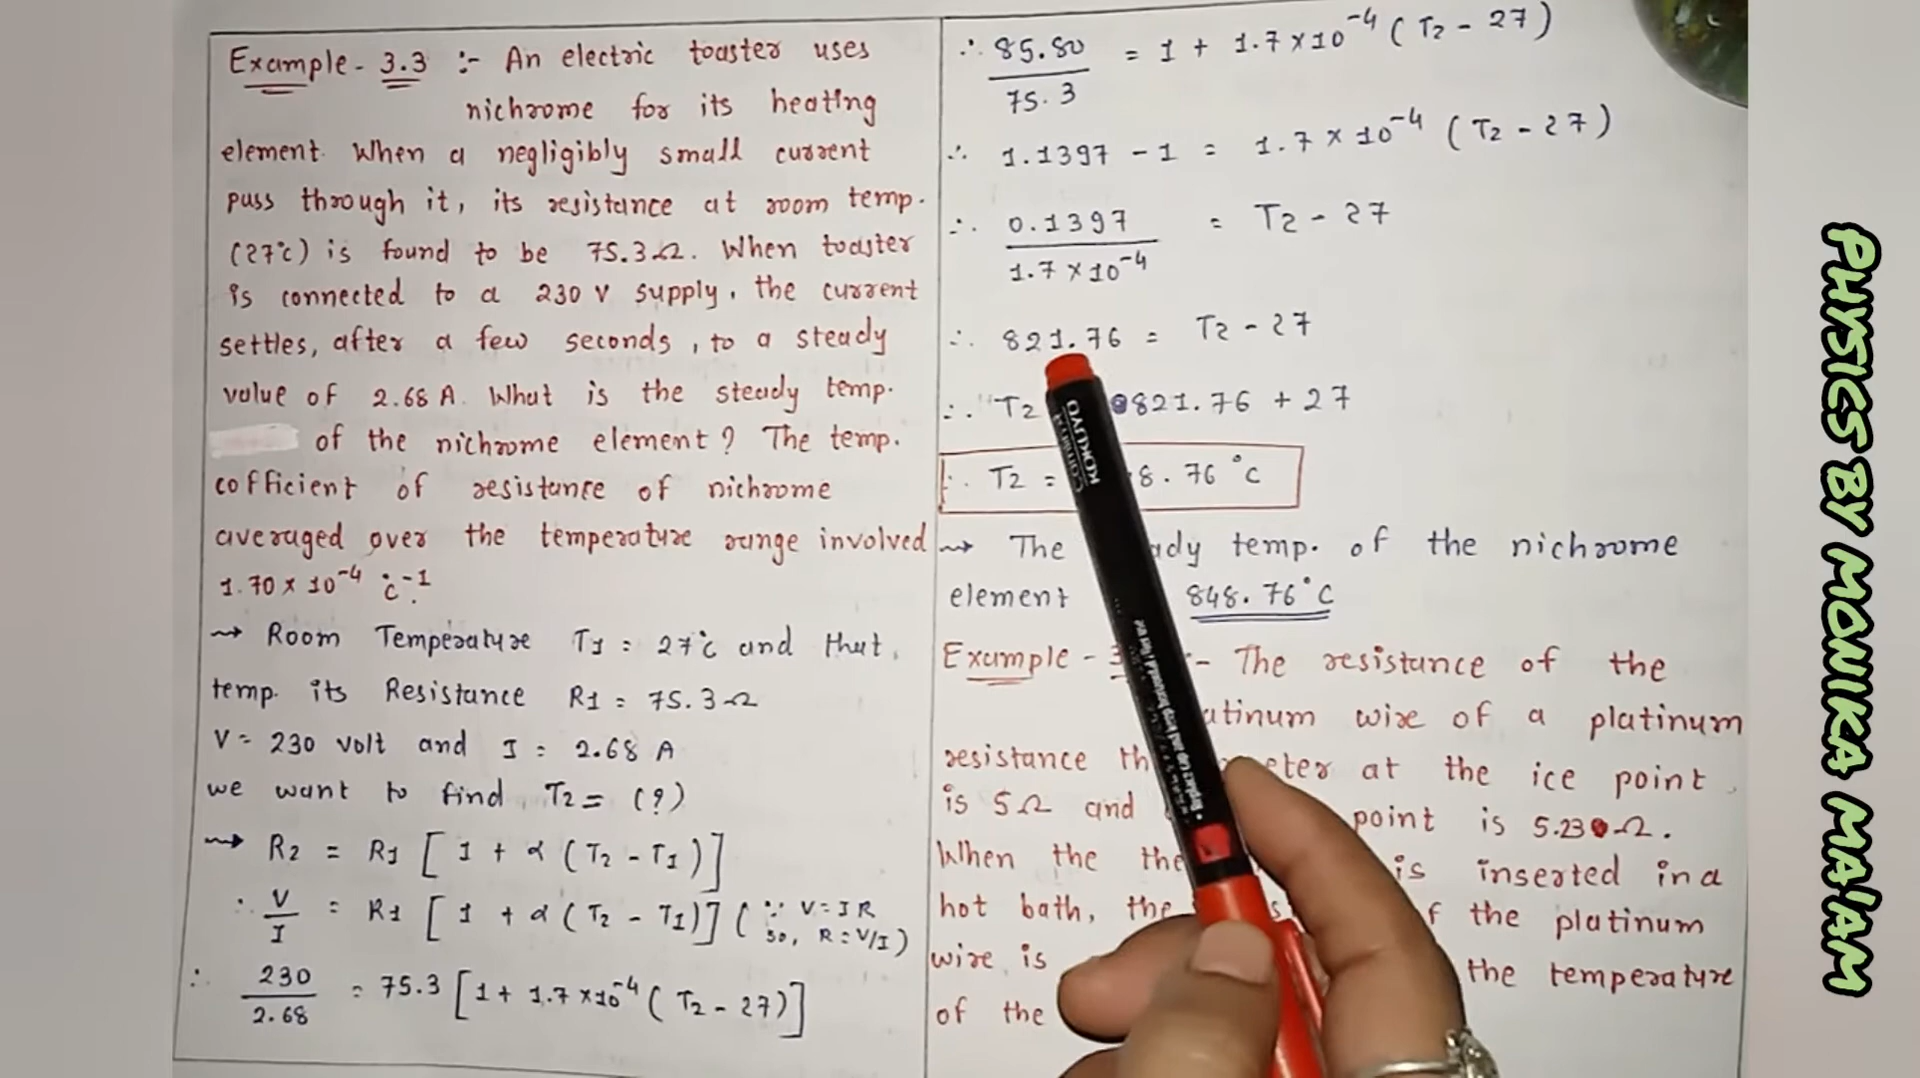 Example - 3.3 :- An electric toaster uses
nichrome for its heating
element. When a negligibly small current
pass through it, its resistance at room temp.
(27°c) is found to be 75.3Ω. When toaster
is connected to a 230 V supply, the current
settles, after a few seconds, to a steady
value of 2.68 A. What is the steady temp.
of the nichrome element? The temp.
cofficient of resistance of nichrome
averaged over the temperature range involved
1.70 × 10⁻⁴ °c⁻¹.
⇝ Room Temperature T1 = 27°c and that
temp. its Resistance R1 = 75.3Ω
V = 230 volt and I = 2.68 A
we want to find T2 = (?)
⇝ R2 = R1 [ 1 + α ( T2 - T1 ) ]
∴ V/I = R1 [ 1 + α ( T2 - T1 ) ] ( ∵ V = IR so, R = V/I )
∴ 230/2.68 = 75.3 [ 1 + 1.7 × 10⁻⁴ ( T2 - 27 ) ]
∴ 85.80/75.3 = 1 + 1.7 × 10⁻⁴ ( T2 - 27 )
∴ 1.1397 - 1 = 1.7 × 10⁻⁴ ( T2 - 27 )
∴ 0.1397/1.7 × 10⁻⁴ = T2 - 27
∴ 821.76 = T2 - 27
∴ T2 821.76 + 27
∴ T2 = 8.76 °c
⇝ The temp. of the nichrome
element 848.76°C
Example - :- The resistance of the
wire of a platinum
resistance at the ice point
is 5Ω and point is 5.23Ω.
When the is inserted in a
hot bath, the of the platinum
wire is the temperature
of the
Camlin
KOKUYO
PHYSICS BY MONIKA MA'AM